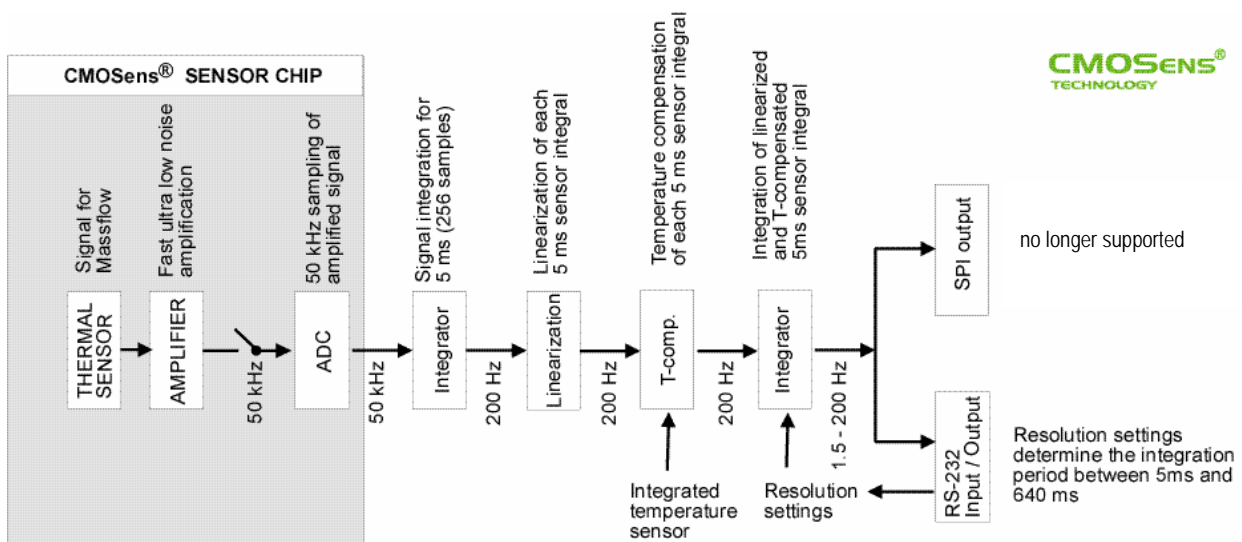 CMOSens® SENSOR CHIP
CMOSENS®
TECHNOLOGY
Signal for
Massflow
Fast ultra low noise
amplification
50 kHz sampling of
amplified signal
Signal integration for
5 ms (256 samples)
Linearization of each
5 ms sensor integral
Temperature compensation
of each 5 ms sensor integral
Integration of linearized
and T-compensated
5ms sensor integral
THERMAL
SENSOR
AMPLIFIER
50 kHz
ADC
50 kHz
Integrator
200 Hz
Linearization
200 Hz
T-comp.
200 Hz
Integrator
1.5 - 200 Hz
SPI output
no longer supported
RS-232
Input / Output
Resolution settings
determine the integration
period between 5ms and
640 ms
Integrated
temperature
sensor
Resolution
settings